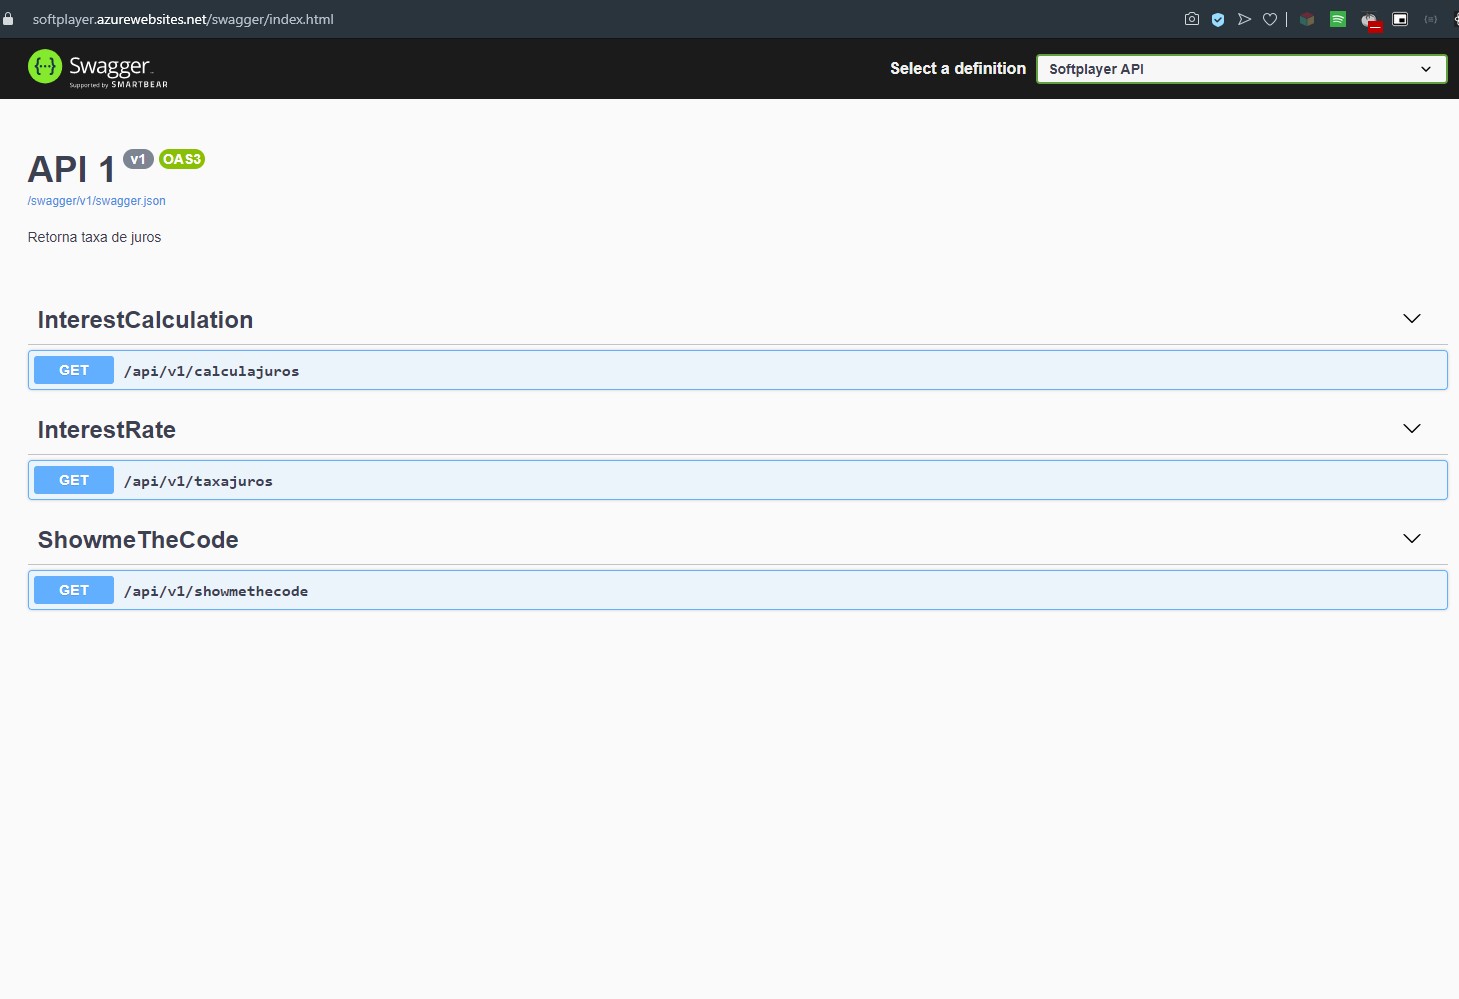 softplayer.azurewebsites.net/swagger/index.html
{···} Swagger
Supported by SMARTBEAR
Select a definition
Softplayer API
API 1 v1 OAS3
/swagger/v1/swagger.json
Retorna taxa de juros
InterestCalculation
GET /api/v1/calculajuros
InterestRate
GET /api/v1/taxajuros
ShowmeTheCode
GET /api/v1/showmethecode